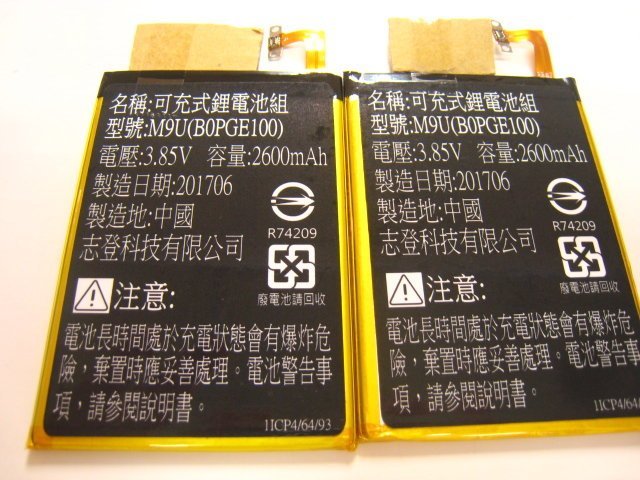 名稱:可充式鋰電池組
型號:M9U(B0PGE100)
電壓:3.85V 容量:2600mAh
製造日期:201706
製造地:中國
志登科技有限公司
R74209
廢電池請回收
注意:
電池長時間處於充電狀態會有爆炸危
險，棄置時應妥善處理。電池警告事
項，請參閱說明書。
1ICP4/64/93
名稱:可充式鋰電池組
型號:M9U(B0PGE100)
電壓:3.85V 容量:2600mAh
製造日期:201706
製造地:中國
志登科技有限公司
R74209
廢電池請回收
注意:
電池長時間處於充電狀態會有爆炸危
險，棄置時應妥善處理。電池警告事
項，請參閱說明書。
1ICP4/64/